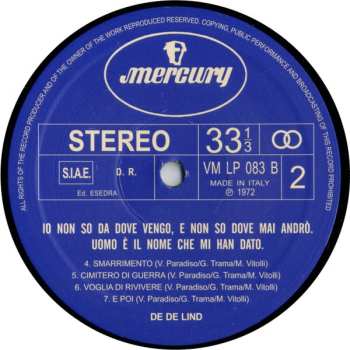 ALL RIGHTS OF THE RECORD PRODUCER AND OF THE OWNER OF THE WORK REPRODUCED RESERVED. COPYING, PUBLIC PERFORMANCE AND BROADCASTING OF THIS RECORD PROHIBITED
mercury
STEREO
33 1/3
S.I.A.E.
D. R.
VM LP 083 B
MADE IN ITALY
2
Ed. ESEDRA
℗ 1972
IO NON SO DA DOVE VENGO, E NON SO DOVE MAI ANDRÒ.
UOMO È IL NOME CHE MI HAN DATO.
4. SMARRIMENTO (V. Paradiso/G. Trama/M. Vitolli)
5. CIMITERO DI GUERRA (V. Paradiso/G. Trama/M. Vitolli)
6. VOGLIA DI RIVIVERE (V. Paradiso/G. Trama/M. Vitolli)
7. E POI (V. Paradiso/G. Trama/M. Vitolli)
DE DE LIND